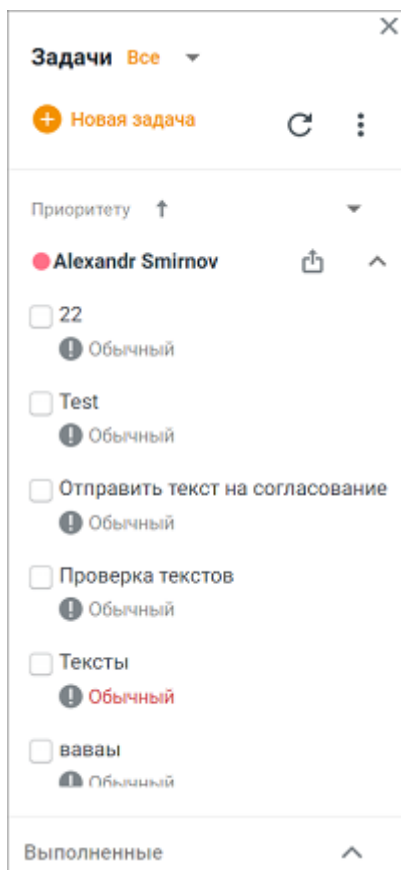 Задачи Все
Новая задача
Приоритету
Alexandr Smirnov
22
Обычный
Test
Обычный
Отправить текст на согласование
Обычный
Проверка текстов
Обычный
Тексты
Обычный
ваваы
Обычный
Выполненные